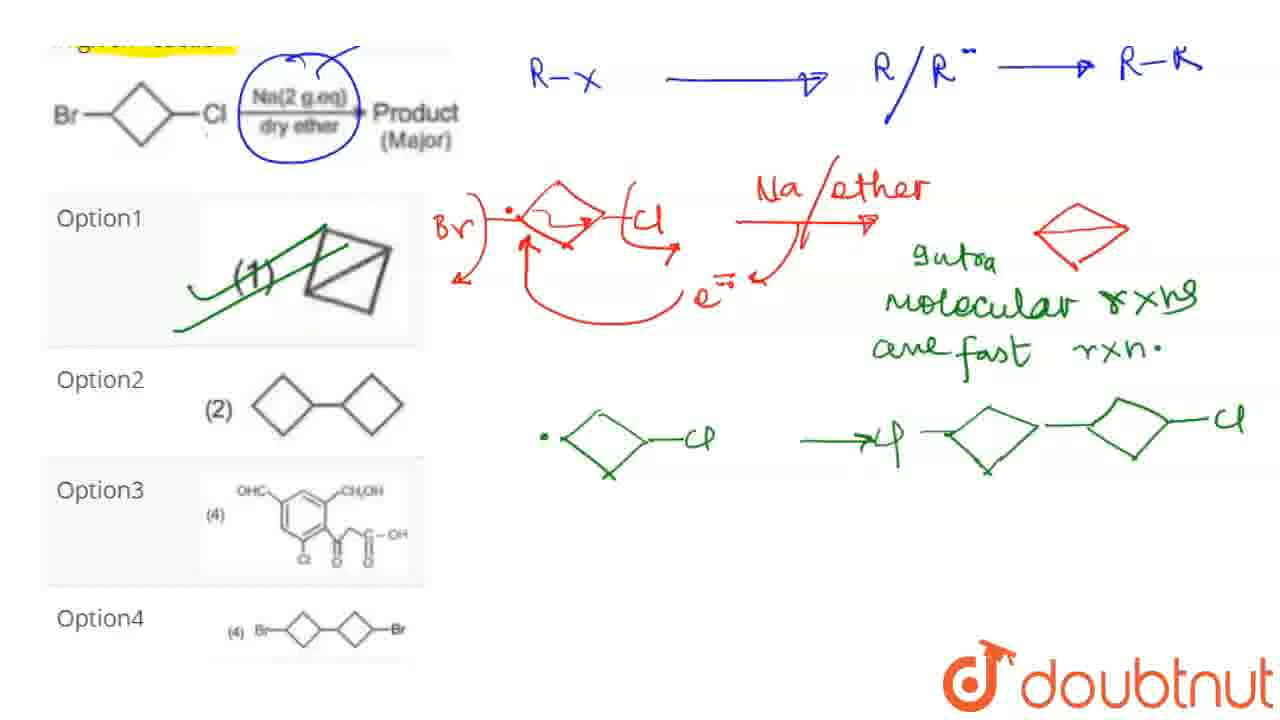 R-X
R/R¨
R-R
Br
Cl
Na(2 g.eq)
dry ether
Product
(Major)
Option1
(1)
Br
Cl
Na/ether
e
Intra
molecular rxns
are fast rxn.
Option2
(2)
Cl
Cl
Cl
Option3
(4)
OHC
CH₂OH
C-OH
Cl
O
O
Option4
(4)
Br
Br
doubtnut